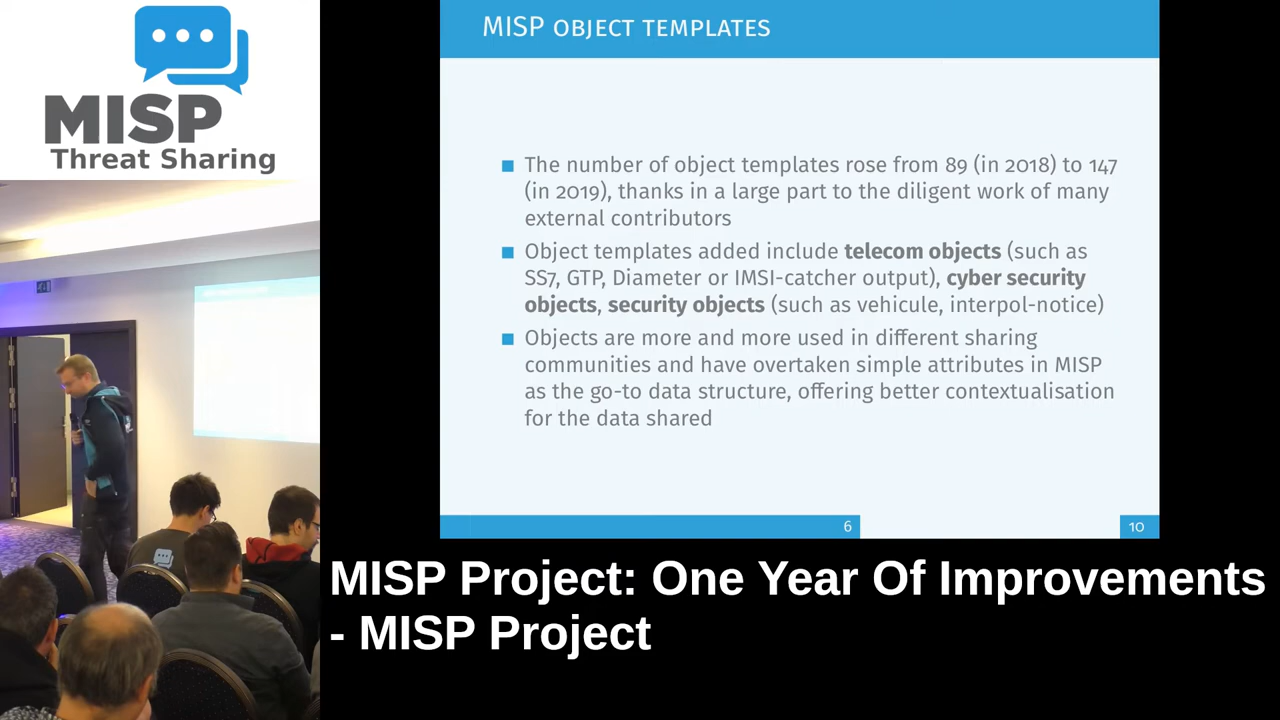 MISP
Threat Sharing
MISP OBJECT TEMPLATES
The number of object templates rose from 89 (in 2018) to 147
(in 2019), thanks in a large part to the diligent work of many
external contributors
Object templates added include telecom objects (such as
SS7, GTP, Diameter or IMSI-catcher output), cyber security
objects, security objects (such as vehicule, interpol-notice)
Objects are more and more used in different sharing
communities and have overtaken simple attributes in MISP
as the go-to data structure, offering better contextualisation
for the data shared
6
10
MISP Project: One Year Of Improvements
- MISP Project